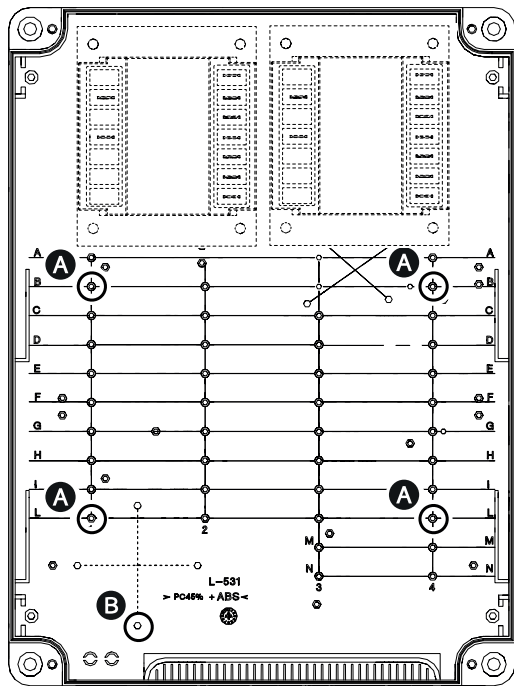 A A
A A
B B
C C
D D
E E
F F
G G
H H
I I
A A
L L
2
M M
N N
3 4
L-531
> PC45% +ABS<
B